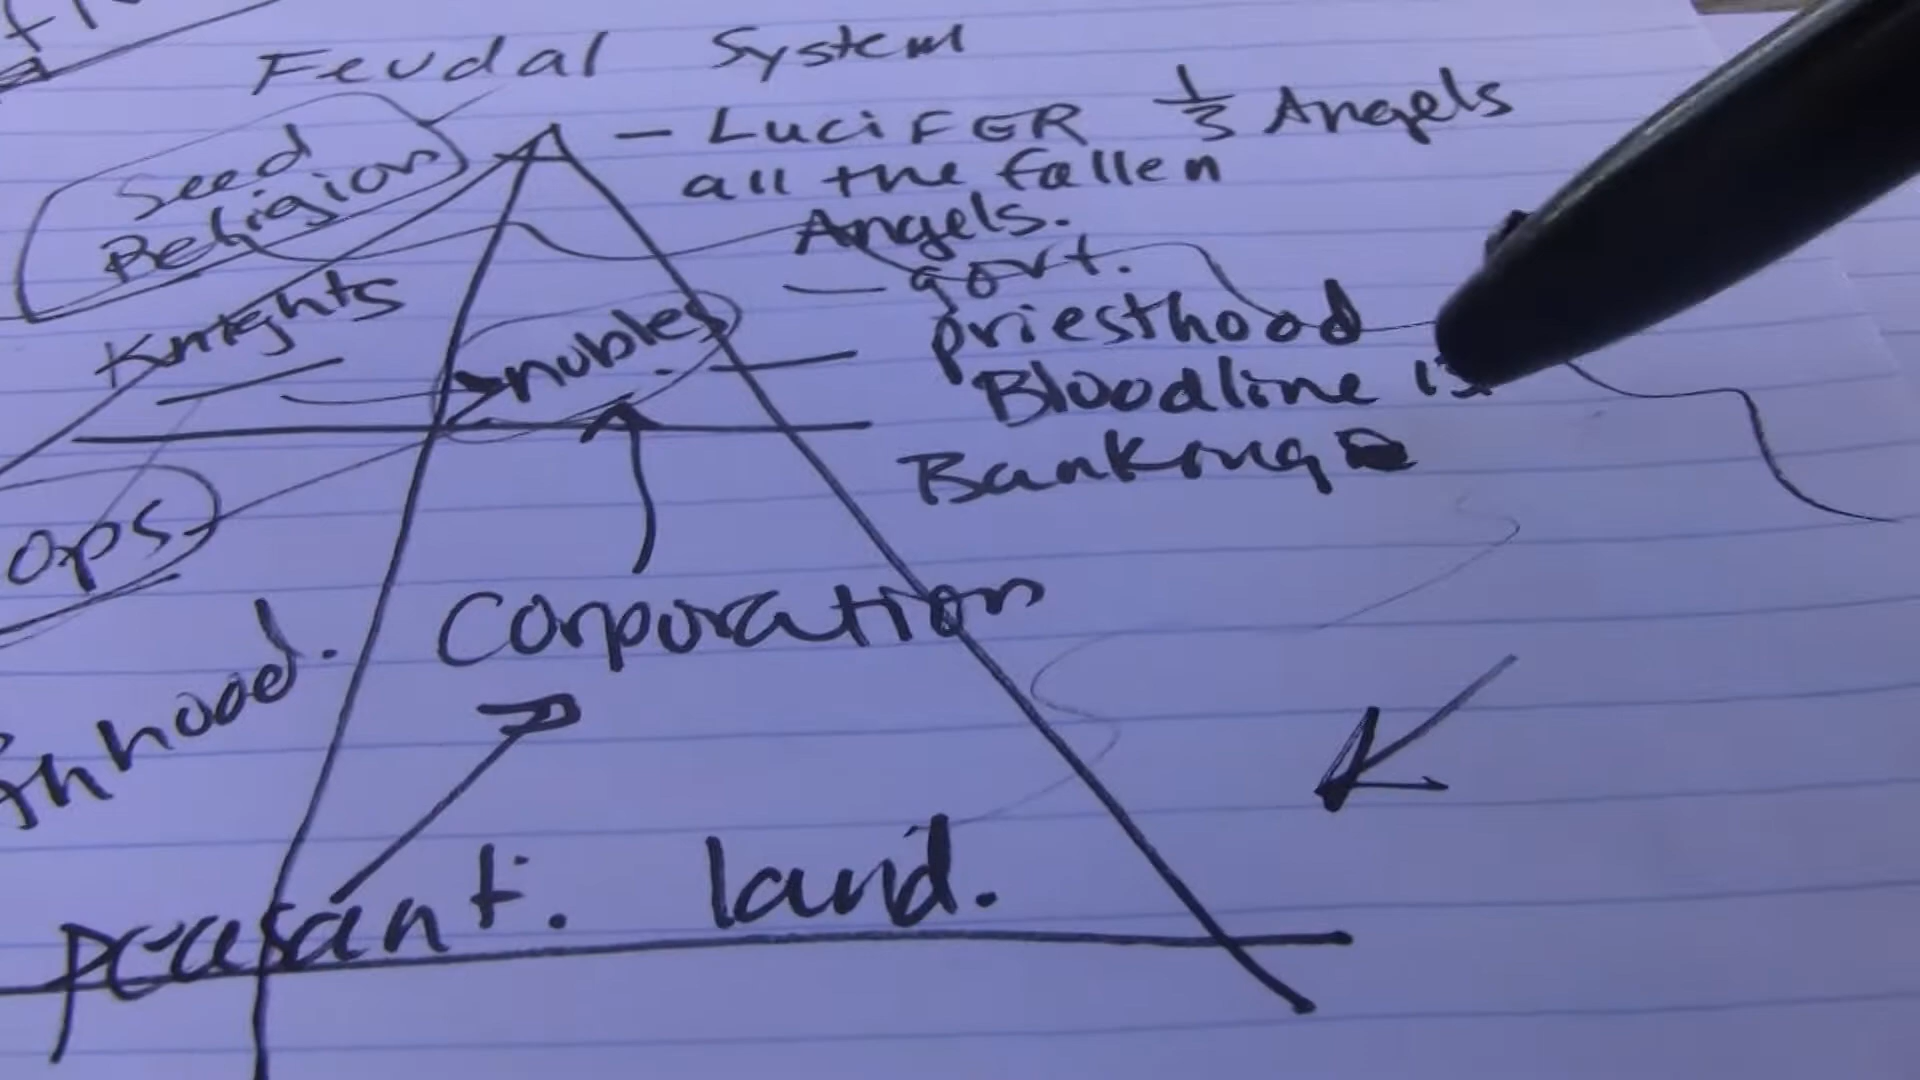 Feudal System
- LUCiFER 1/3 Angels
all the fallen
Angels.
Seed
Religion
- govt.
Knights
nobles
priesthood
Bloodline 13
Banking
ops
Corporation
hood.
peasant. land.